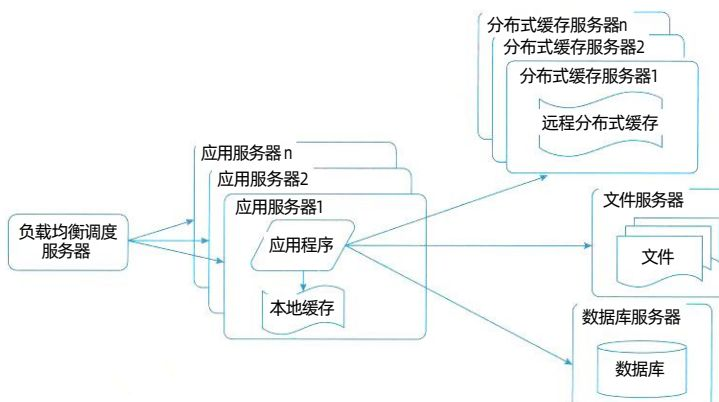 分布式缓存服务器n
分布式缓存服务器2
分布式缓存服务器1
远程分布式缓存
应用服务器n
应用服务器2
应用服务器1
负载均衡调度
服务器
应用程序
本地缓存
文件服务器
文件
数据库服务器
数据库